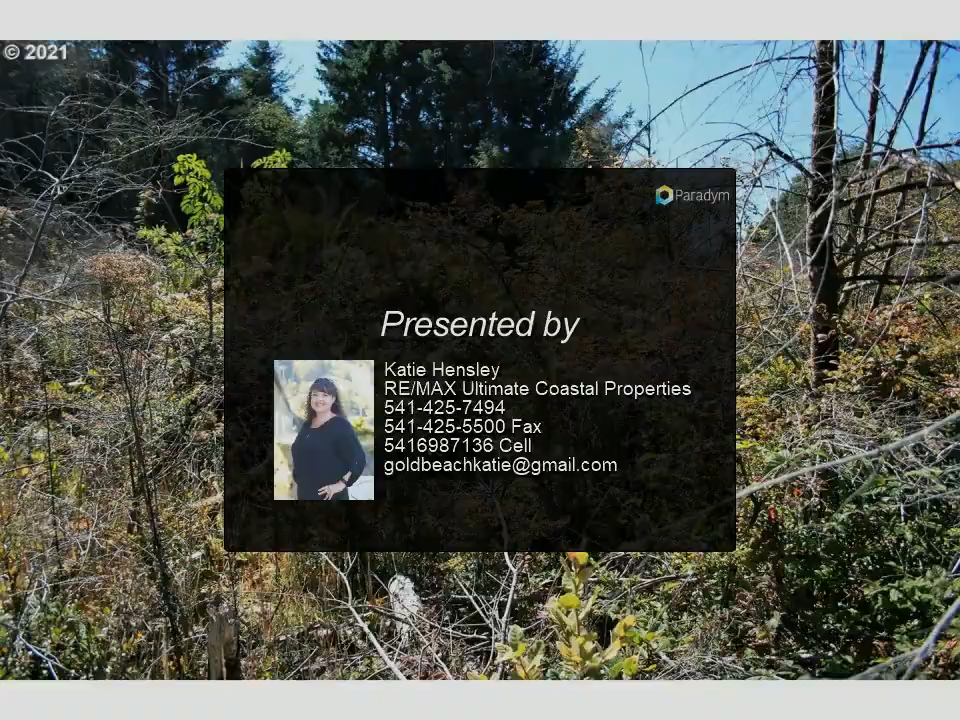 © 2021
Paradym
Presented by
Katie Hensley
RE/MAX Ultimate Coastal Properties
541-425-7494
541-425-5500 Fax
5416987136 Cell
goldbeachkatie@gmail.com